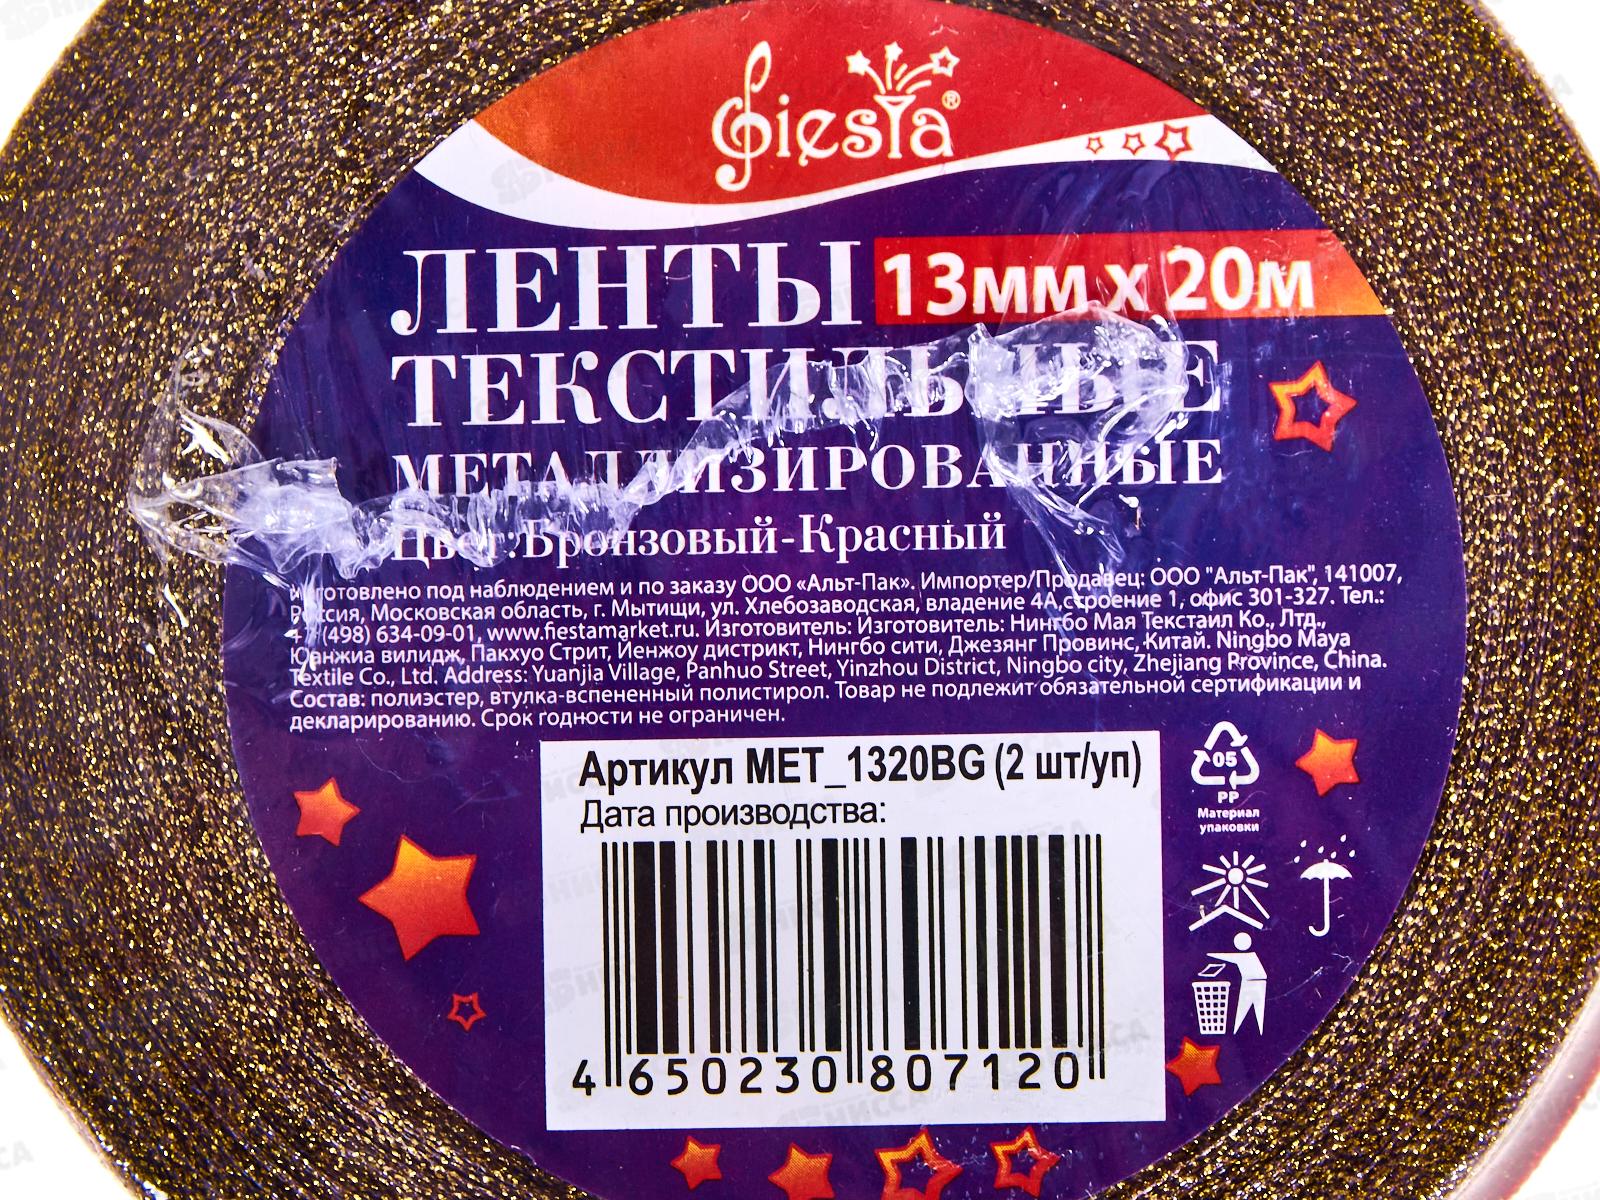 fiesta®
ЛЕНТЫ 13мм х 20м
ТЕКСТИЛЬНЫЕ
МЕТАЛЛИЗИРОВАННЫЕ
Цвет:Бронзовый-Красный
Изготовлено под наблюдением и по заказу ООО «Альт-Пак». Импортер/Продавец: ООО "Альт-Пак", 141007,
Россия, Московская область, г. Мытищи, ул. Хлебозаводская, владение 4А,строение 1, офис 301-327. Тел.:
+7 (498) 634-09-01, www.fiestamarket.ru. Изготовитель: Изготовитель: Нингбо Мая Текстаил Ко., Лтд.,
Юанжиа вилидж, Пакхуо Стрит, Йенжоу дистрикт, Нингбо сити, Джезянг Провинс, Китай. Ningbo Maya
Textile Co., Ltd. Address: Yuanjia Village, Panhuo Street, Yinzhou District, Ningbo city, Zhejiang Province, China.
Состав: полиэстер, втулка-вспененный полистирол. Товар не подлежит обязательной сертификации и
декларированию. Срок годности не ограничен.
Артикул MET_1320BG (2 шт/уп)
Дата производства:
4 650230 807120
05
PP
Материал
упаковки